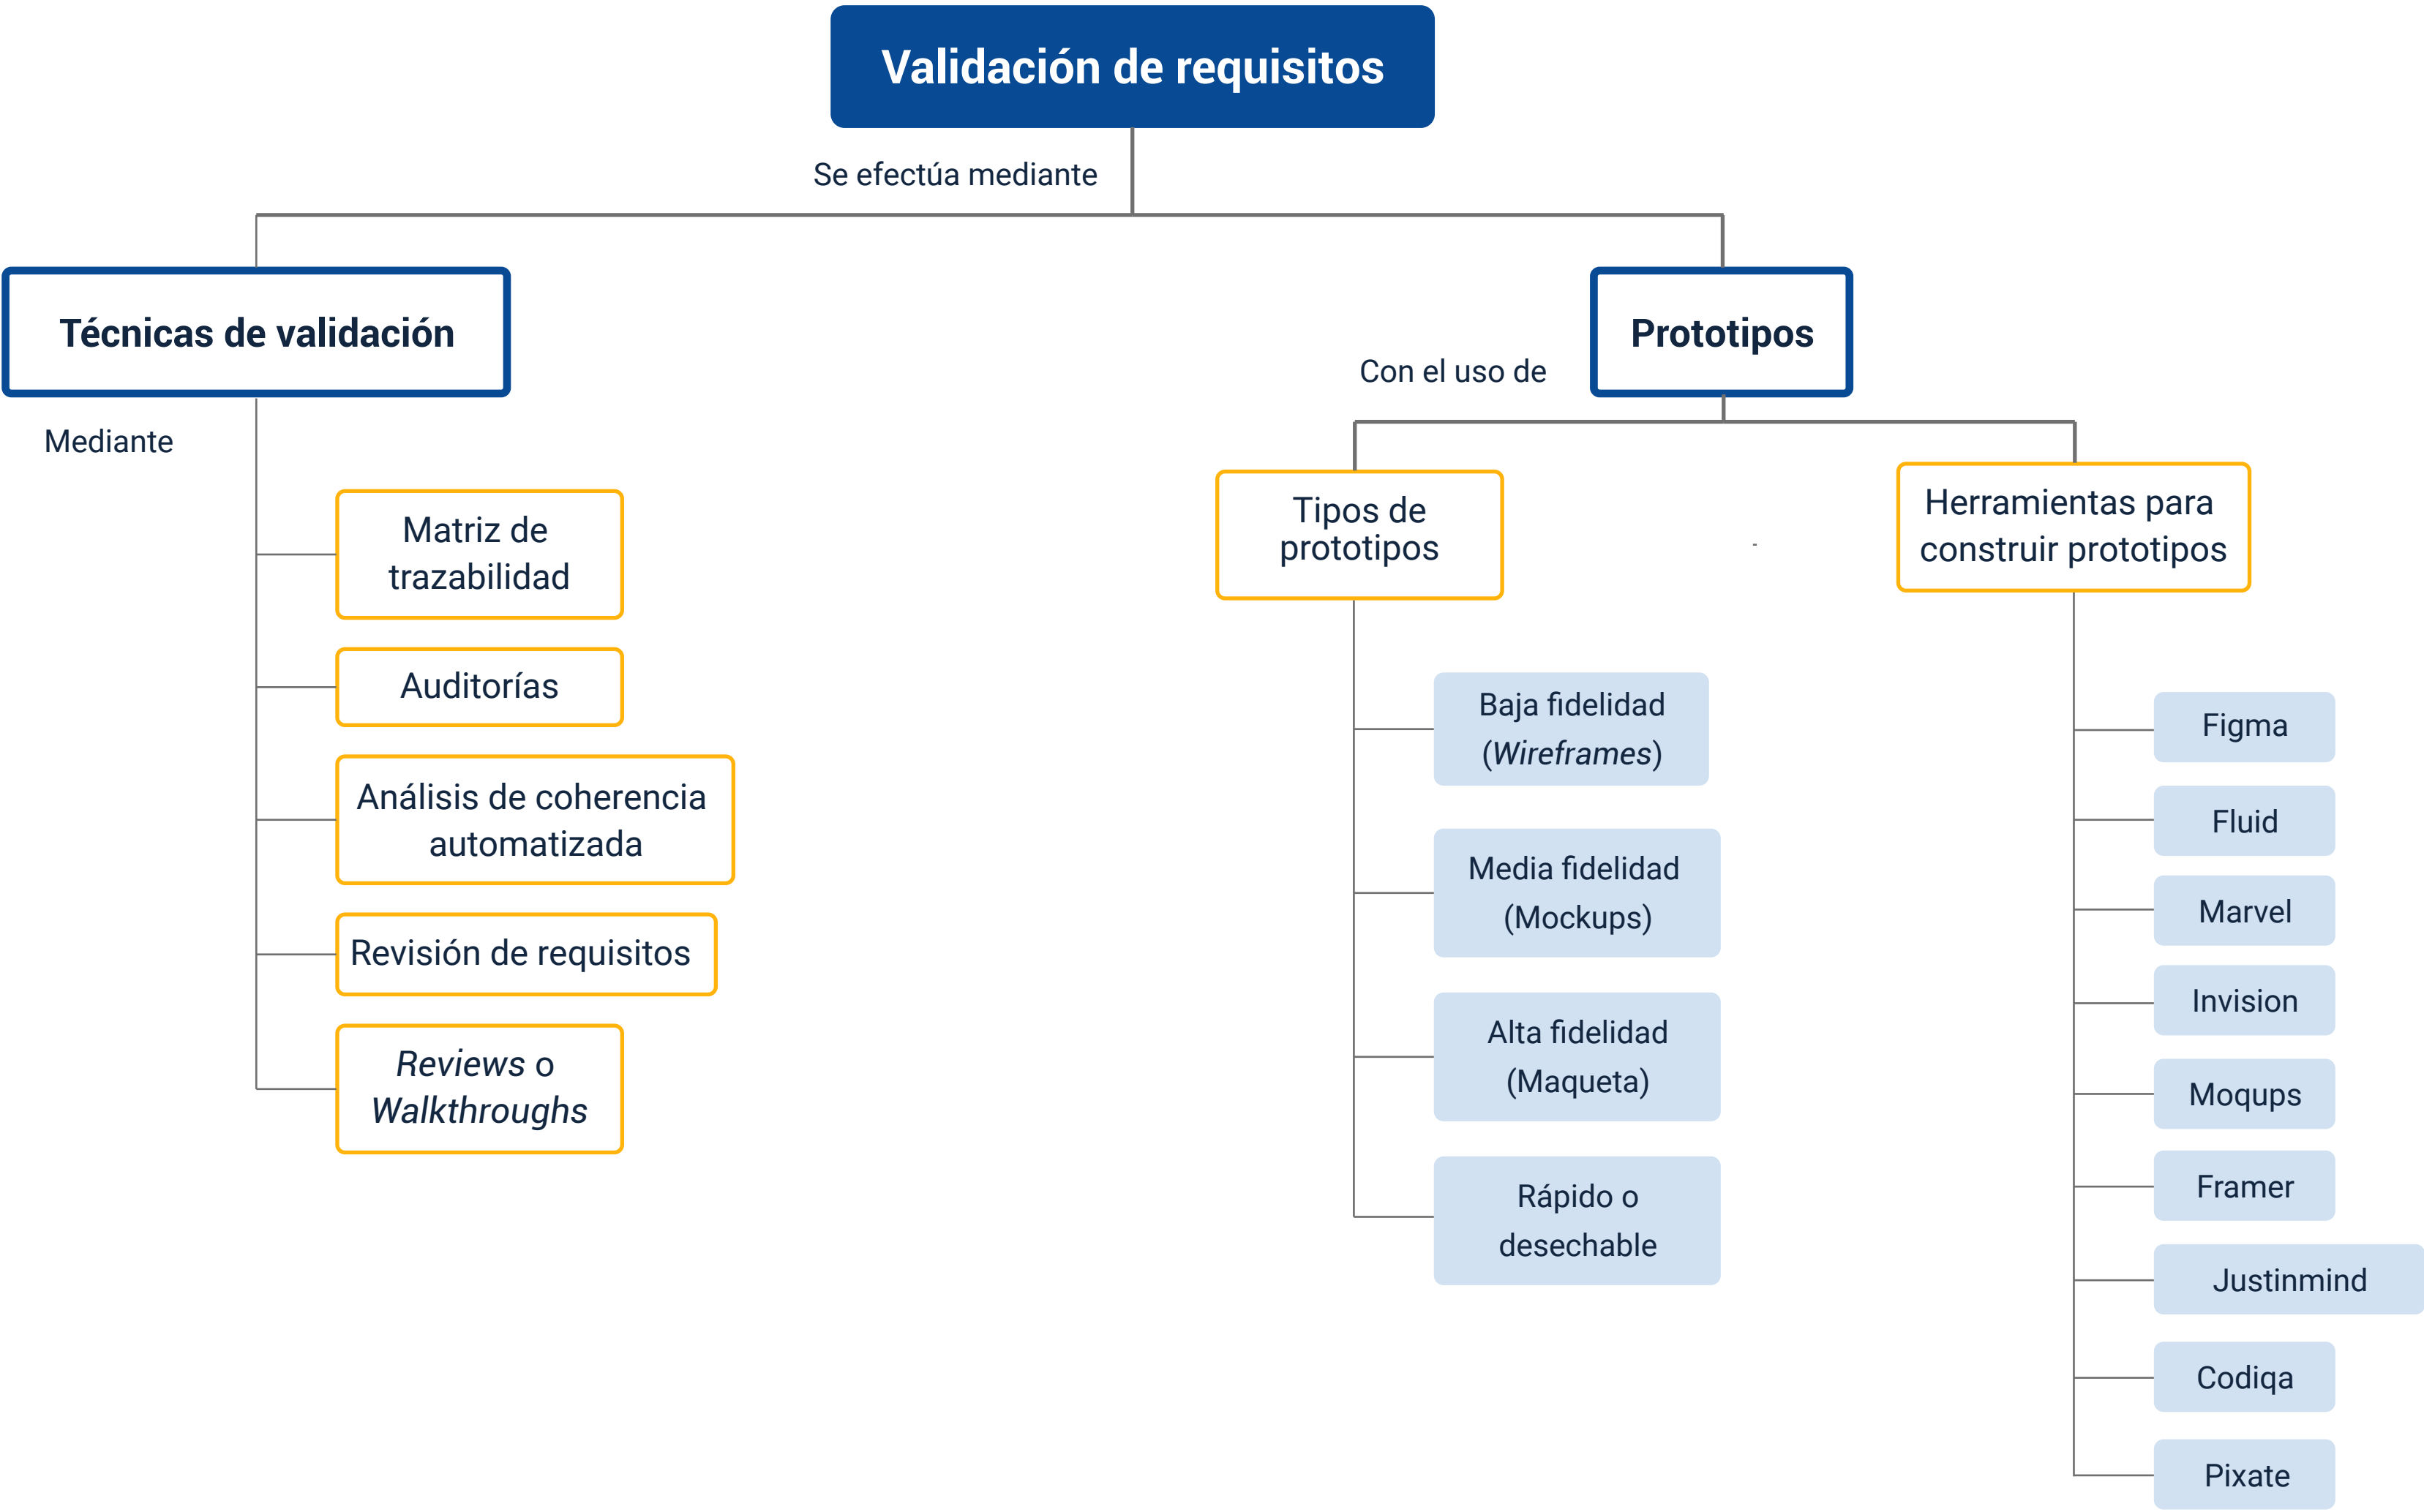 Validación de requisitos
Se efectúa mediante
Técnicas de validación
Mediante
Matriz de
trazabilidad
Auditorías
Análisis de coherencia
automatizada
Revisión de requisitos
Reviews o
Walkthroughs
Prototipos
Con el uso de
Tipos de
prototipos
Baja fidelidad
(Wireframes)
Media fidelidad
(Mockups)
Alta fidelidad
(Maqueta)
Rápido o
desechable
-
Herramientas para
construir prototipos
Figma
Fluid
Marvel
Invision
Moqups
Framer
Justinmind
Codiqa
Pixate